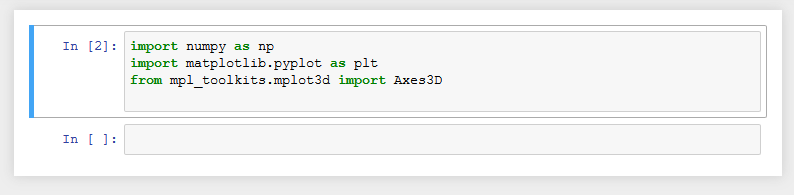 In [2]: import numpy as np
import matplotlib.pyplot as plt
from mpl_toolkits.mplot3d import Axes3D
In [ ]: